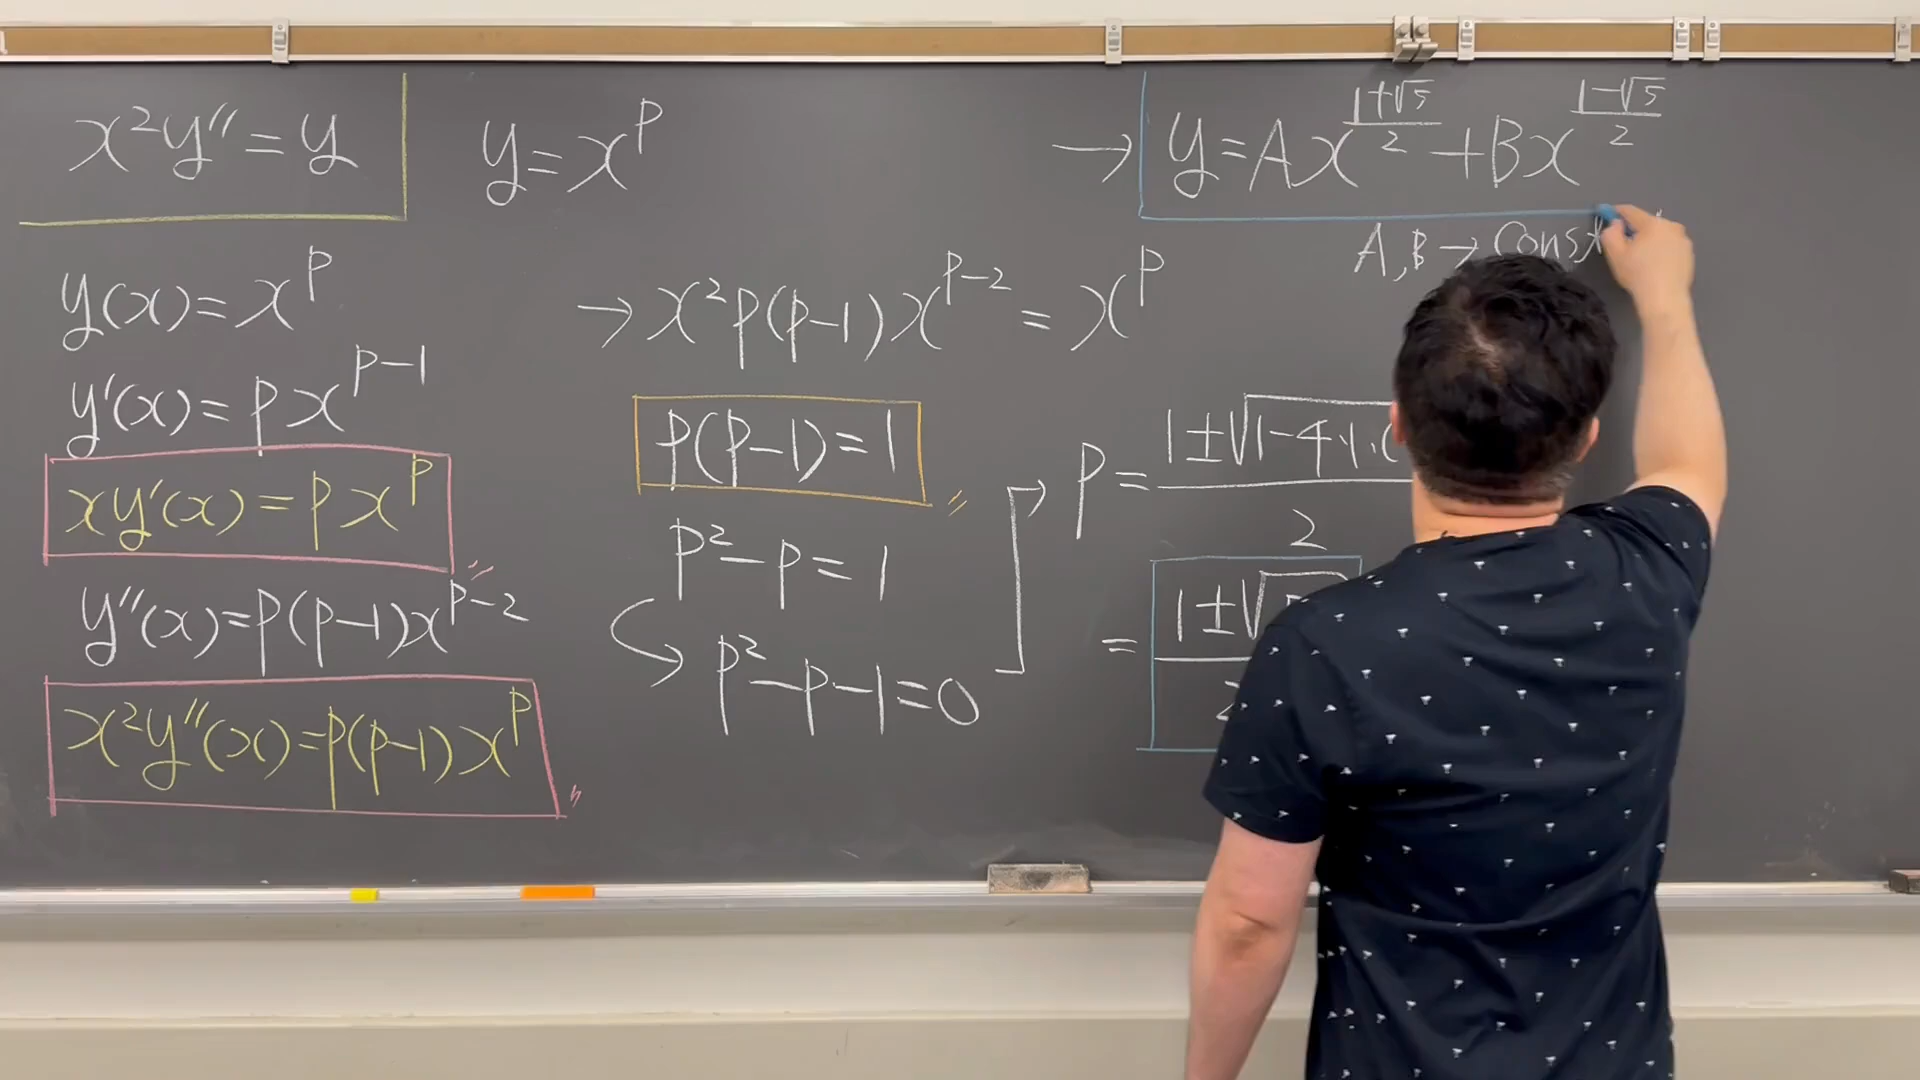 x²y″ = y
y = x^p
y(x) = x^p
y′(x) = px^(p-1)
xy′(x) = px^p
y″(x) = p(p-1)x^(p-2)
x²y″(x) = p(p-1)x^p
→ x²p(p-1)x^(p-2) = x^p
p(p-1) = 1
p² - p = 1
p² - p - 1 = 0
→ y = Ax^((1+√5)/2) + Bx^((1-√5)/2)
A, B → Const
p = 1±√1-4·1·(
2
= 1±√